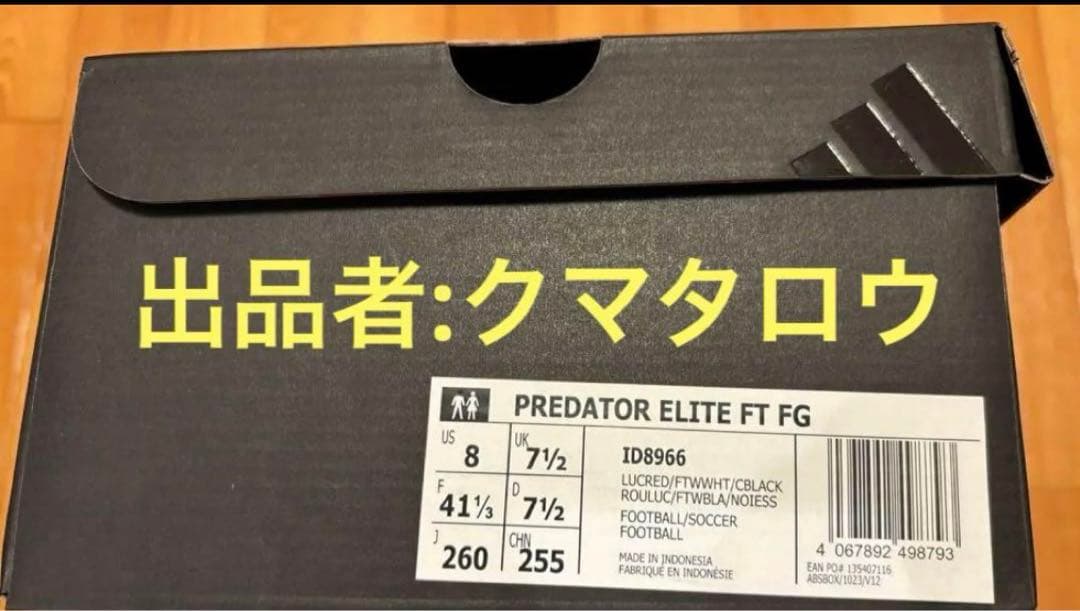 出品者:クマタロウ
PREDATOR ELITE FT FG
US 8
UK 7½
F 41⅓
D 7½
J 260
CHN 255
ID8966
LUCRED/FTWWHT/CBLACK
ROULUC/FTWBLA/NOIESS
FOOTBALL/SOCCER
FOOTBALL
MADE IN INDONESIA
FABRIQUÉ EN INDONÉSIE
4 067892 498793
EAN PO# 135407116
ABSBOX/1023/V12